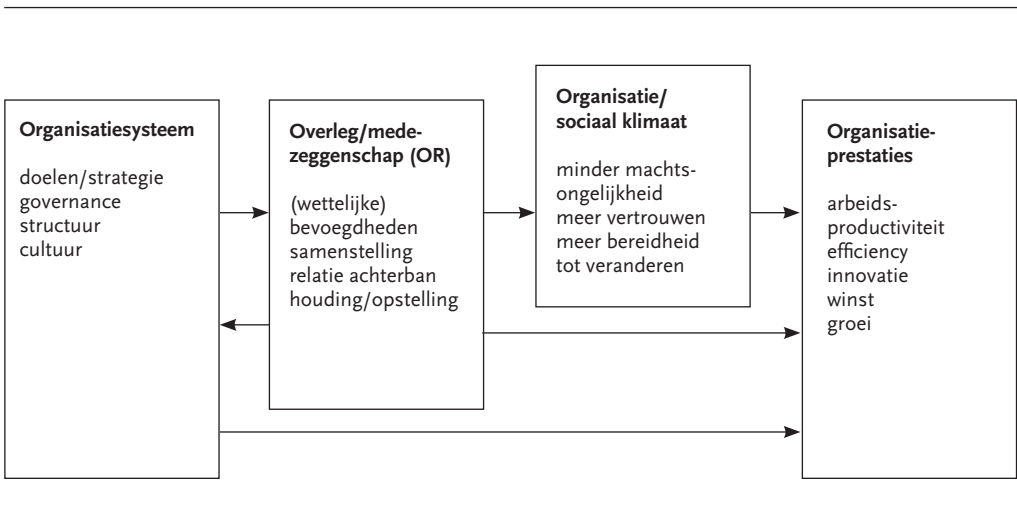 Organisatiesysteem
doelen/strategie
governance
structuur
cultuur
Overleg/mede-
zeggenschap (OR)
(wettelijke)
bevoegdheden
samenstelling
relatie achterban
houding/opstelling
Organisatie/
sociaal klimaat
minder machts-
ongelijkheid
meer vertrouwen
meer bereidheid
tot veranderen
Organisatie-
prestaties
arbeids-
productiviteit
efficiency
innovatie
winst
groei